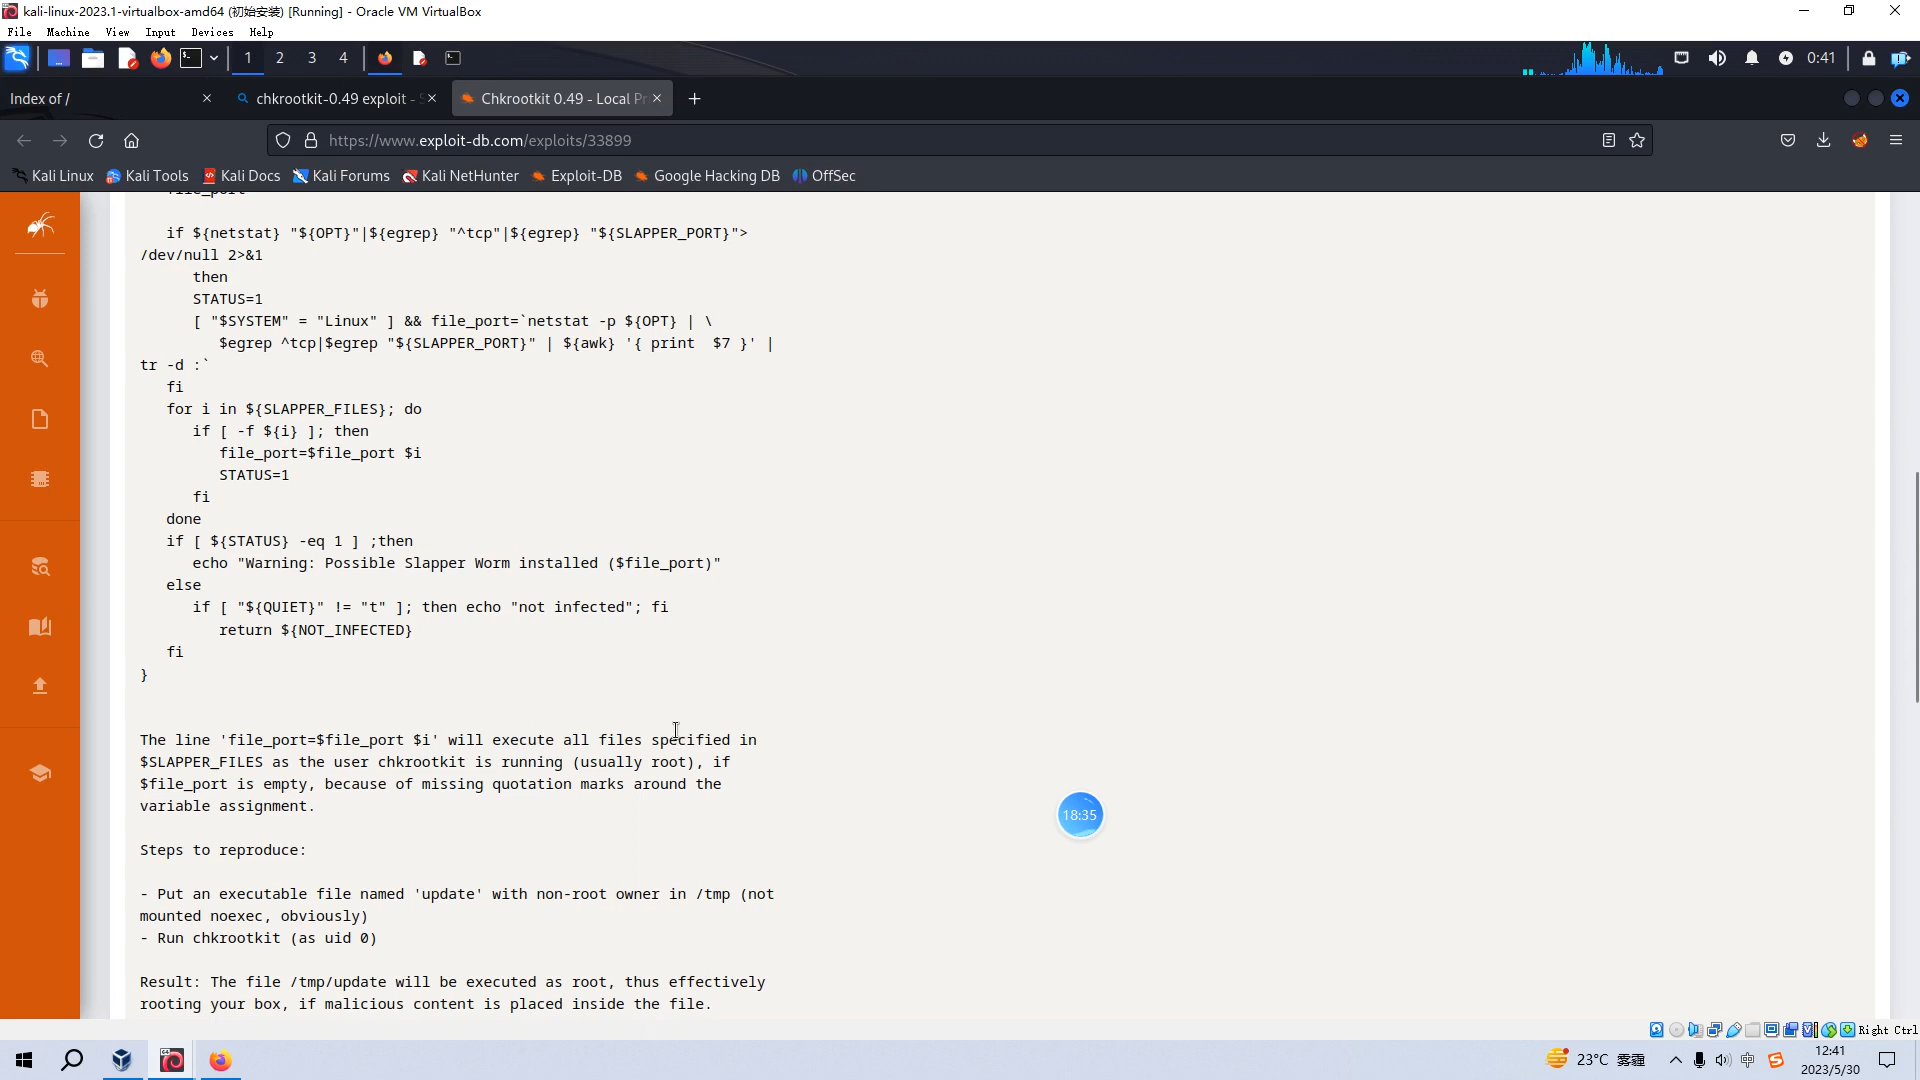 kali-linux-2023.1-virtualbox-amd64 (初始安装) [Running] - Oracle VM VirtualBox
File Machine View Input Devices Help
1 2 3 4 0:41
Index of / chkrootkit-0.49 exploit - S Chkrootkit 0.49 - Local Pr
https://www.exploit-db.com/exploits/33899
Kali Linux Kali Tools Kali Docs Kali Forums Kali NetHunter Exploit-DB Google Hacking DB OffSec
file_port=
if ${netstat} "${OPT}"|${egrep} "^tcp"|${egrep} "${SLAPPER_PORT}">
/dev/null 2>&1
then
STATUS=1
[ "$SYSTEM" = "Linux" ] && file_port=`netstat -p ${OPT} | \
$egrep ^tcp|$egrep "${SLAPPER_PORT}" | ${awk} '{ print  $7 }' |
tr -d :`
fi
for i in ${SLAPPER_FILES}; do
if [ -f ${i} ]; then
file_port=$file_port $i
STATUS=1
fi
done
if [ ${STATUS} -eq 1 ] ;then
echo "Warning: Possible Slapper Worm installed ($file_port)"
else
if [ "${QUIET}" != "t" ]; then echo "not infected"; fi
return ${NOT_INFECTED}
fi
}
The line 'file_port=$file_port $i' will execute all files specified in
$SLAPPER_FILES as the user chkrootkit is running (usually root), if
$file_port is empty, because of missing quotation marks around the
variable assignment.
Steps to reproduce:
- Put an executable file named 'update' with non-root owner in /tmp (not
mounted noexec, obviously)
- Run chkrootkit (as uid 0)
Result: The file /tmp/update will be executed as root, thus effectively
rooting your box, if malicious content is placed inside the file.
18:35
Right Ctrl
23°C 雾霾 中 12:41
2023/5/30